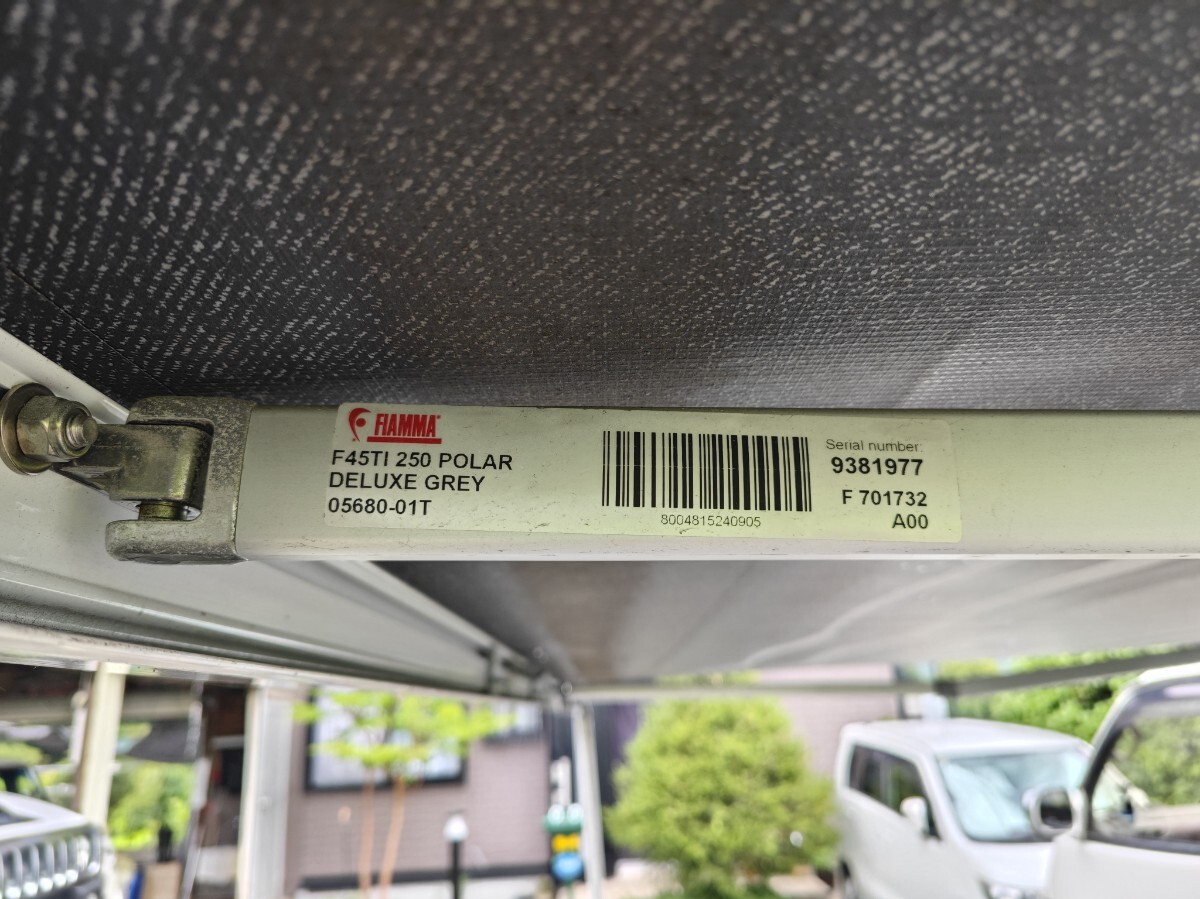 FIAMMA®
F45TI 250 POLAR
DELUXE GREY
05680-01T
8004815240905
Serial number:
9381977
F 701732
A00